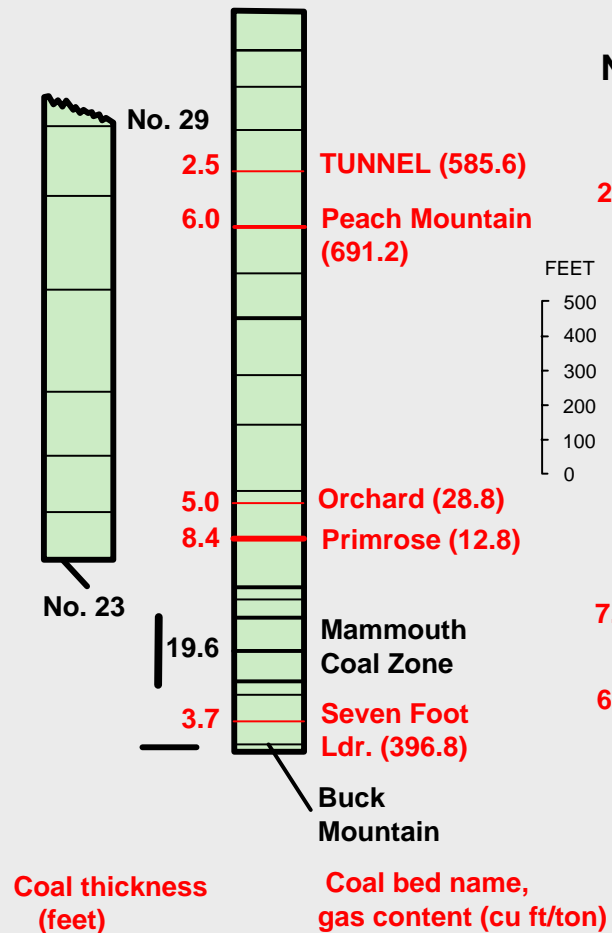 N
No. 29
2.5
TUNNEL (585.6)
2
6.0
Peach Mountain
(691.2)
FEET
500
400
300
200
100
0
5.0
Orchard (28.8)
8.4
Primrose (12.8)
No. 23
7.
19.6
Mammouth
Coal Zone
6
3.7
Seven Foot
Ldr. (396.8)
Buck
Mountain
Coal thickness
(feet)
Coal bed name,
gas content (cu ft/ton)